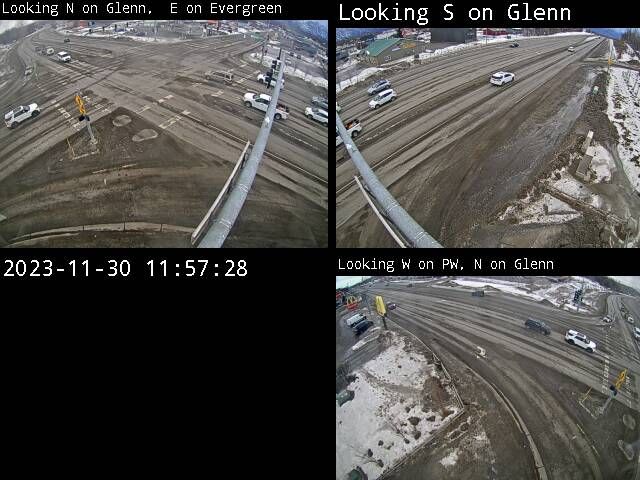 Looking N on Glenn,  E on Evergreen
Looking S on Glenn
2023-11-30 11:57:28
Looking W on PW, N on Glenn